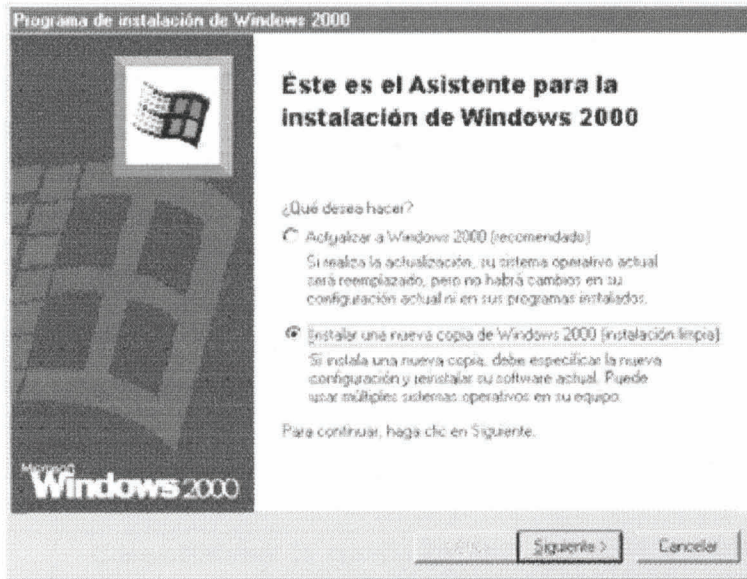 Programa de instalación de Windows 2000
Éste es el Asistente para la
instalación de Windows 2000
¿Qué desea hacer?
Actualizar a Windows 2000 (recomendado)
Si realiza la actualización, su sistema operativo actual
será reemplazado, pero no habrá cambios en su
configuración actual ni en sus programas instalados.
Instalar una nueva copia de Windows 2000 (instalación limpia)
Si instala una nueva copia, debe especificar la nueva
configuración y reinstalar su software actual. Puede
usar múltiples sistemas operativos en su equipo.
Para continuar, haga clic en Siguiente.
Microsoft
Windows 2000
Siguiente >
Cancelar